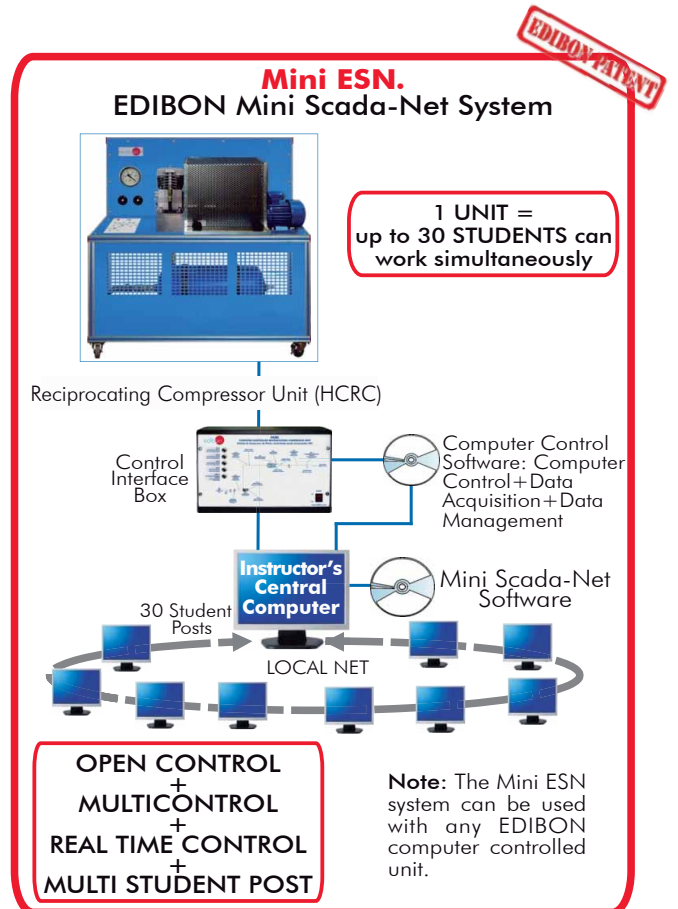 EDIBON PATENT
Mini ESN.
EDIBON Mini Scada-Net System
1 UNIT =
up to 30 STUDENTS can
work simultaneously
Reciprocating Compressor Unit (HCRC)
Control
Interface
Box
Computer Control
Software: Computer
Control+Data
Acquisition+Data
Management
Instructor's
Central
Computer
Mini Scada-Net
Software
30 Student
Posts
LOCAL NET
OPEN CONTROL
+
MULTICONTROL
+
REAL TIME CONTROL
+
MULTI STUDENT POST
Note: The Mini ESN
system can be used
with any EDIBON
computer controlled
unit.